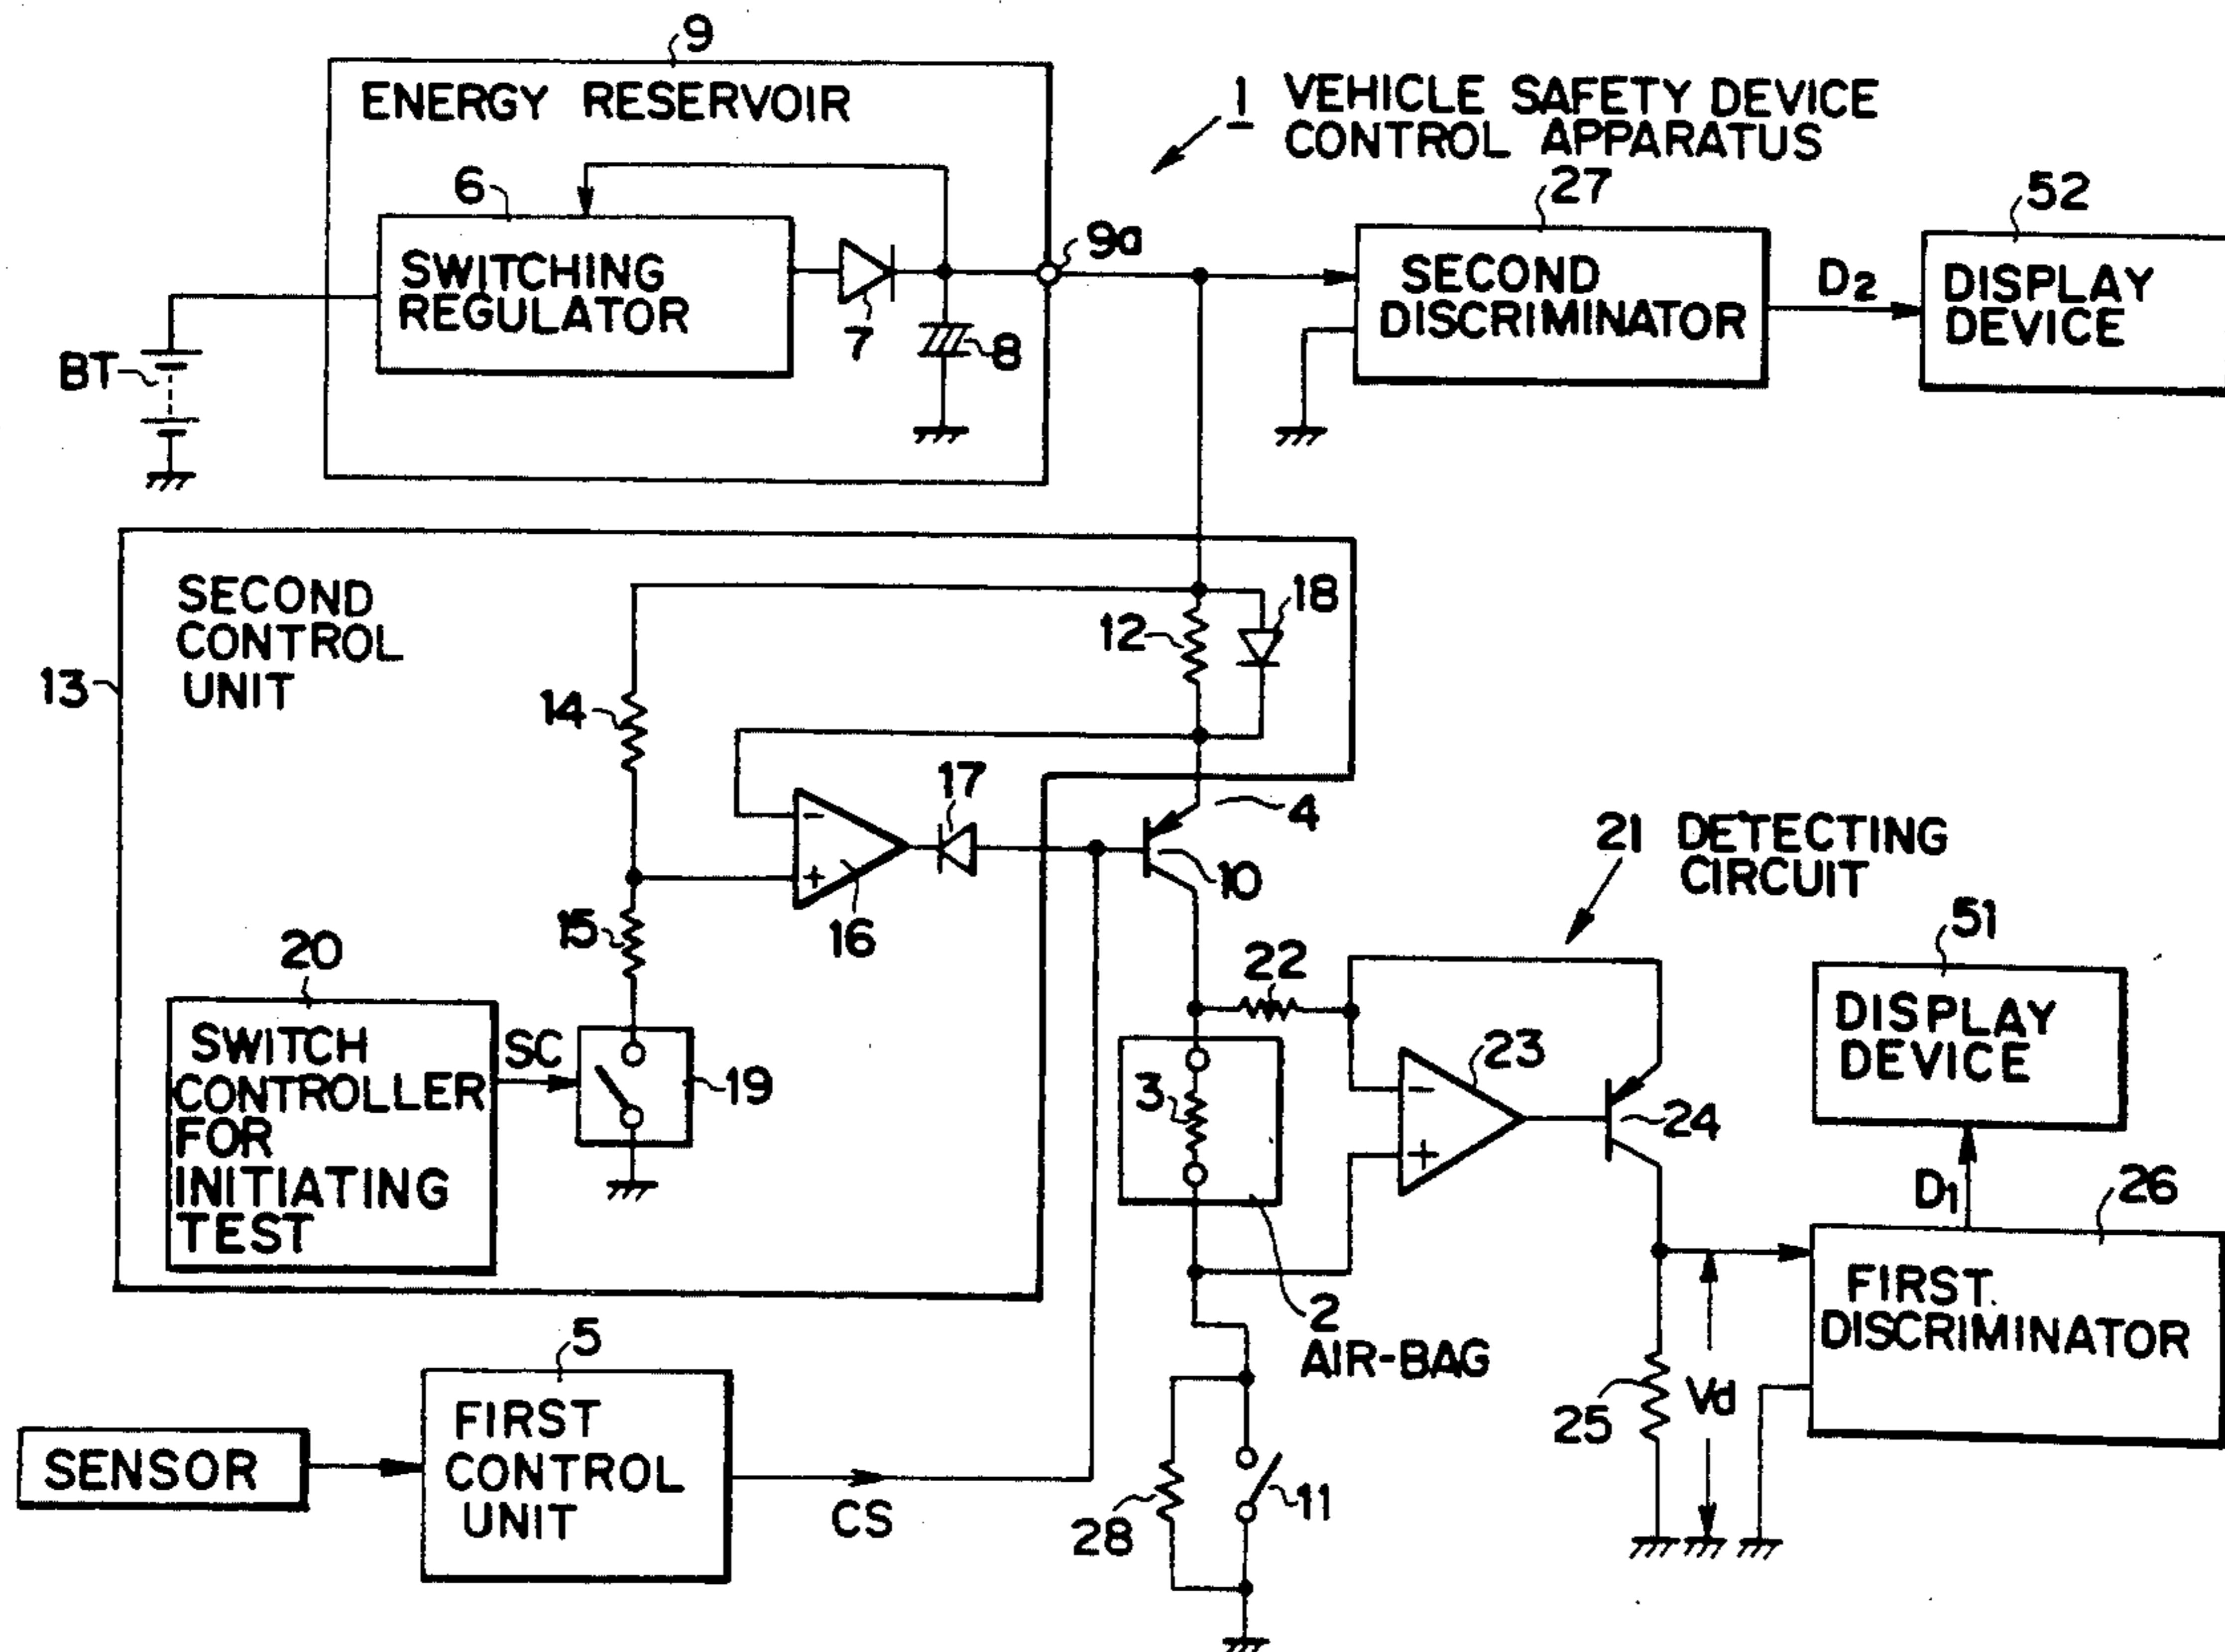 9
ENERGY RESERVOIR
1 VEHICLE SAFETY DEVICE
CONTROL APPARATUS
6
SWITCHING
REGULATOR
7
8
9a
27
SECOND
DISCRIMINATOR
D2
52
DISPLAY
DEVICE
BT
13
SECOND
CONTROL
UNIT
12
18
14
17
4
-
+
16
10
15
20
SWITCH
CONTROLLER
FOR
INITIATING
TEST
SC
19
21 DETECTING
CIRCUIT
22
23
-
+
24
3
2
AIR-BAG
51
DISPLAY
DEVICE
D1
26
FIRST
DISCRIMINATOR
25
Vd
5
SENSOR
FIRST
CONTROL
UNIT
CS
28
11